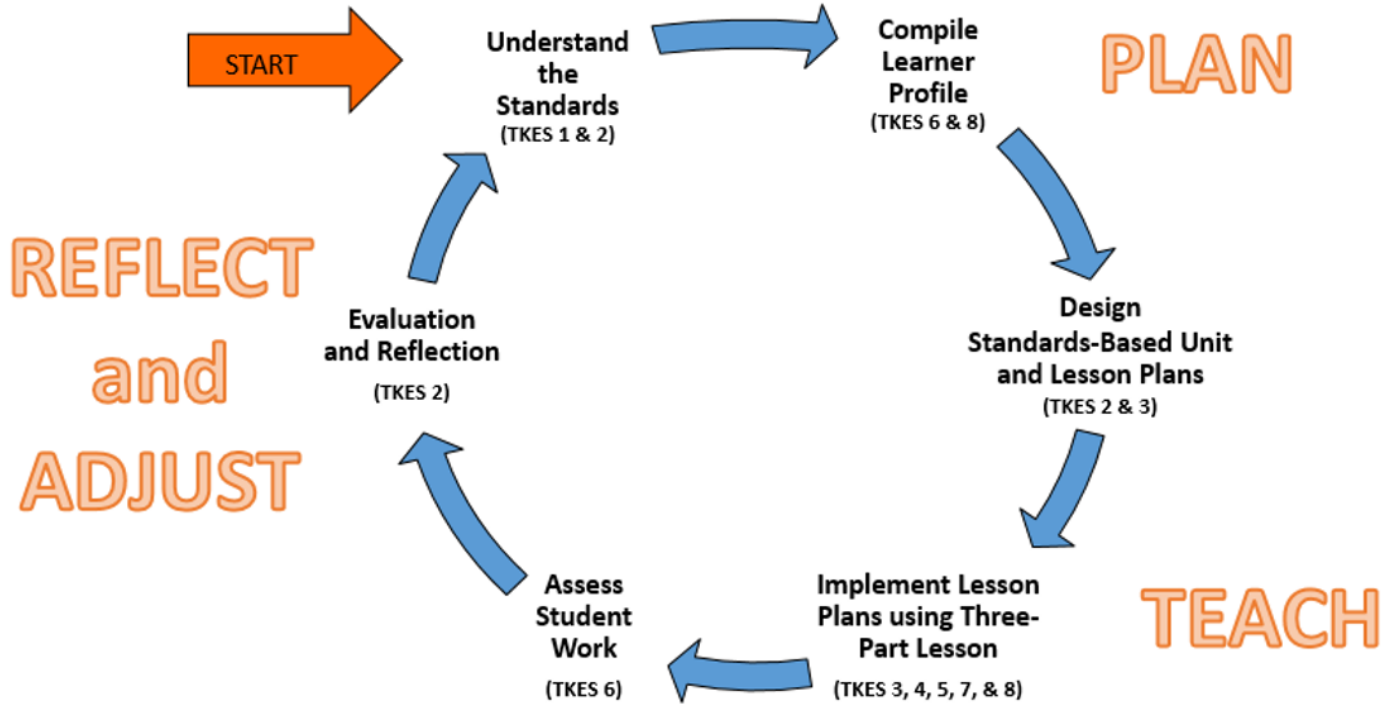 START
Understand
the
Standards
(TKES 1 & 2)
Compile
Learner
Profile
(TKES 6 & 8)
PLAN
Design
Standards-Based Unit
and Lesson Plans
(TKES 2 & 3)
Implement Lesson
Plans using Three-
Part Lesson
(TKES 3, 4, 5, 7, & 8)
TEACH
Assess
Student
Work
(TKES 6)
Evaluation
and Reflection
(TKES 2)
REFLECT
and
ADJUST